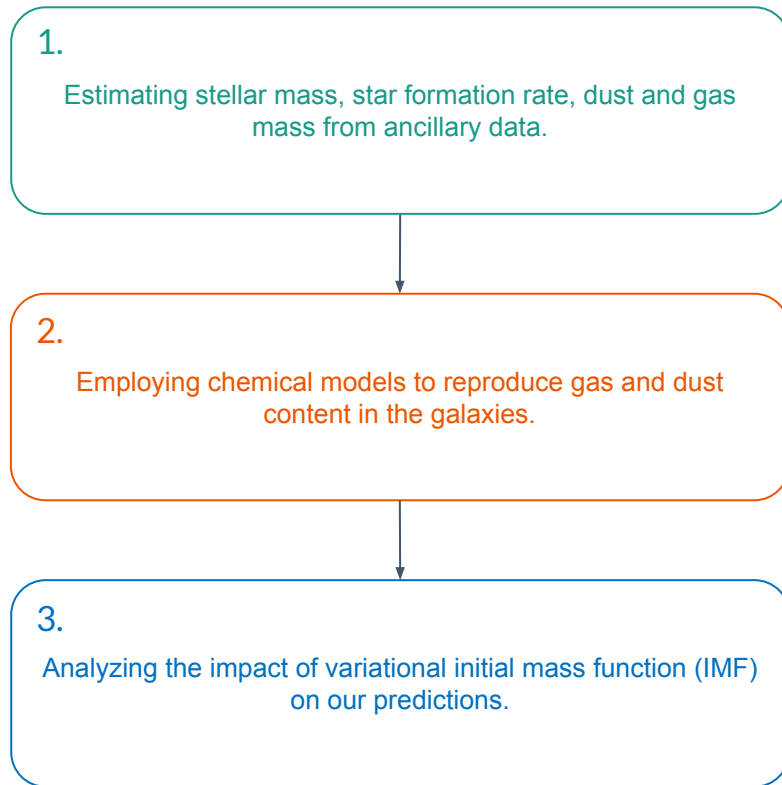 1.
Estimating stellar mass, star formation rate, dust and gas
mass from ancillary data.
2.
Employing chemical models to reproduce gas and dust
content in the galaxies.
3.
Analyzing the impact of variational initial mass function (IMF)
on our predictions.